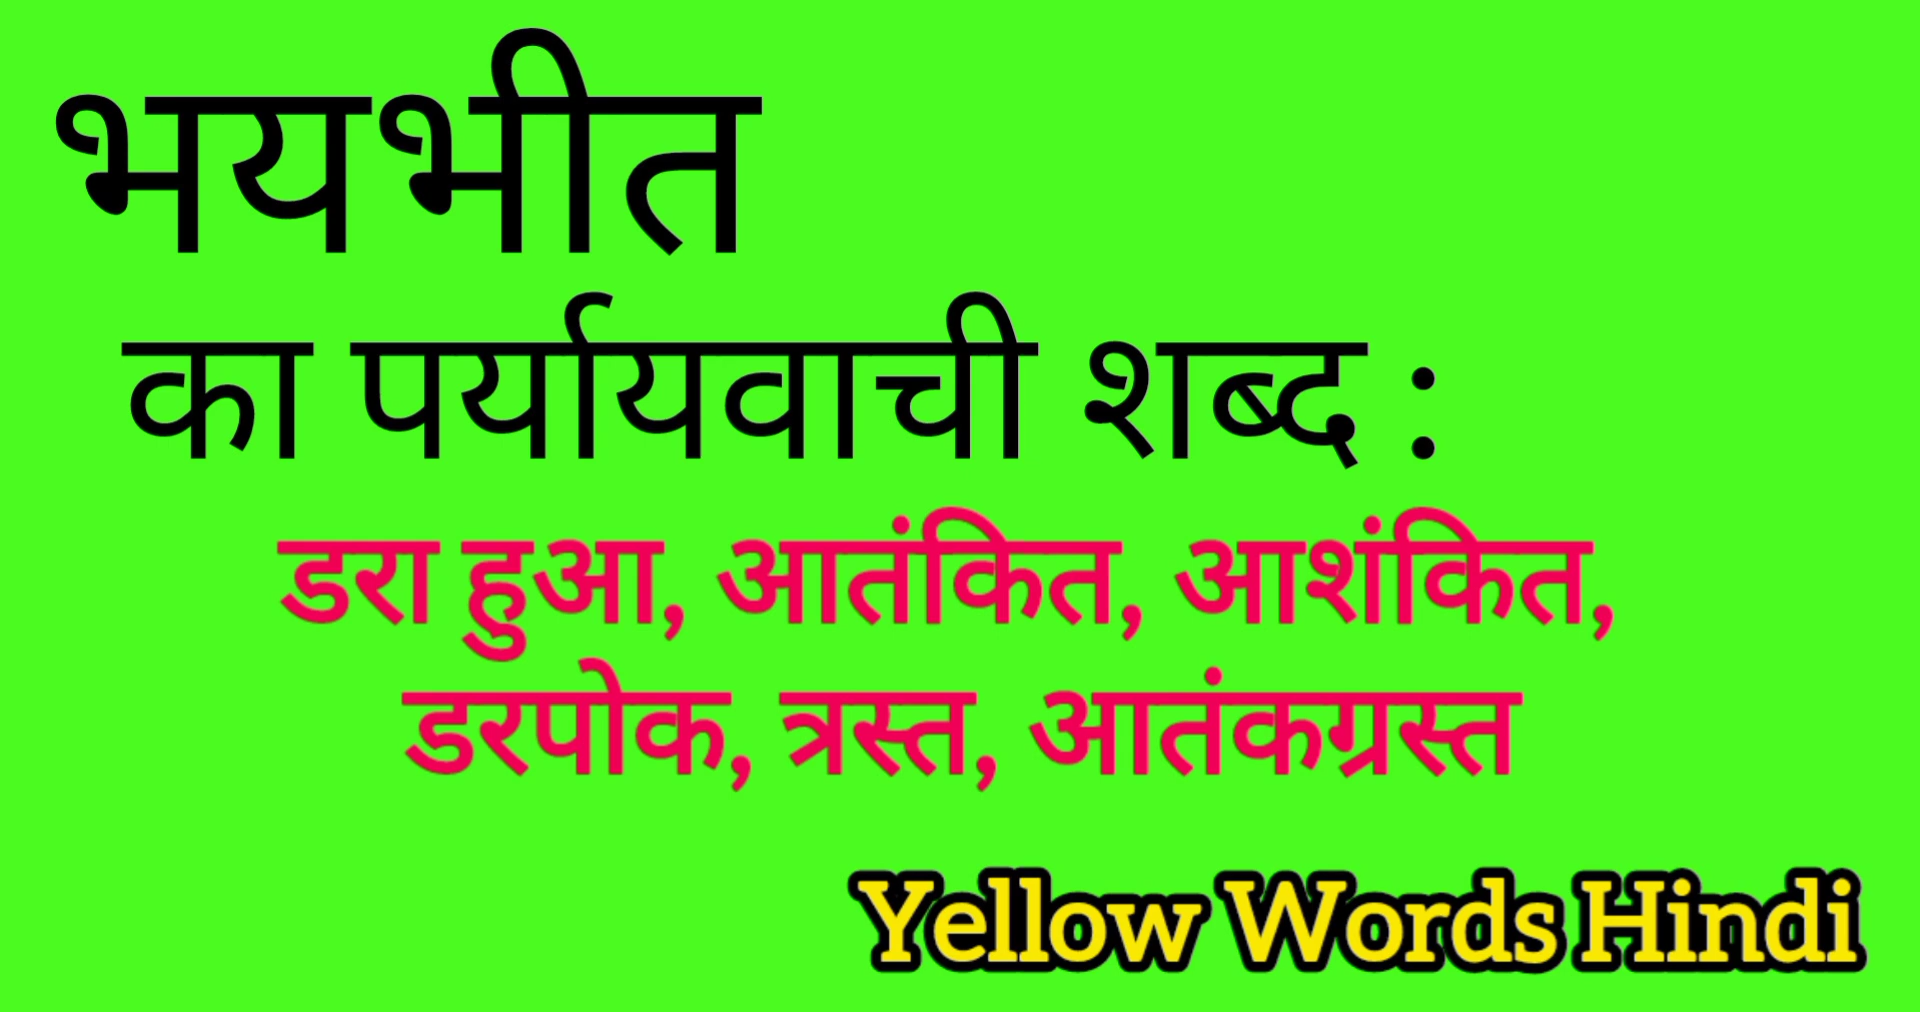 भयभीत
का पर्यायवाची शब्द :
डरा हुआ, आतंकित, आशंकित,
डरपोक, त्रस्त, आतंकग्रस्त
Yellow Words Hindi